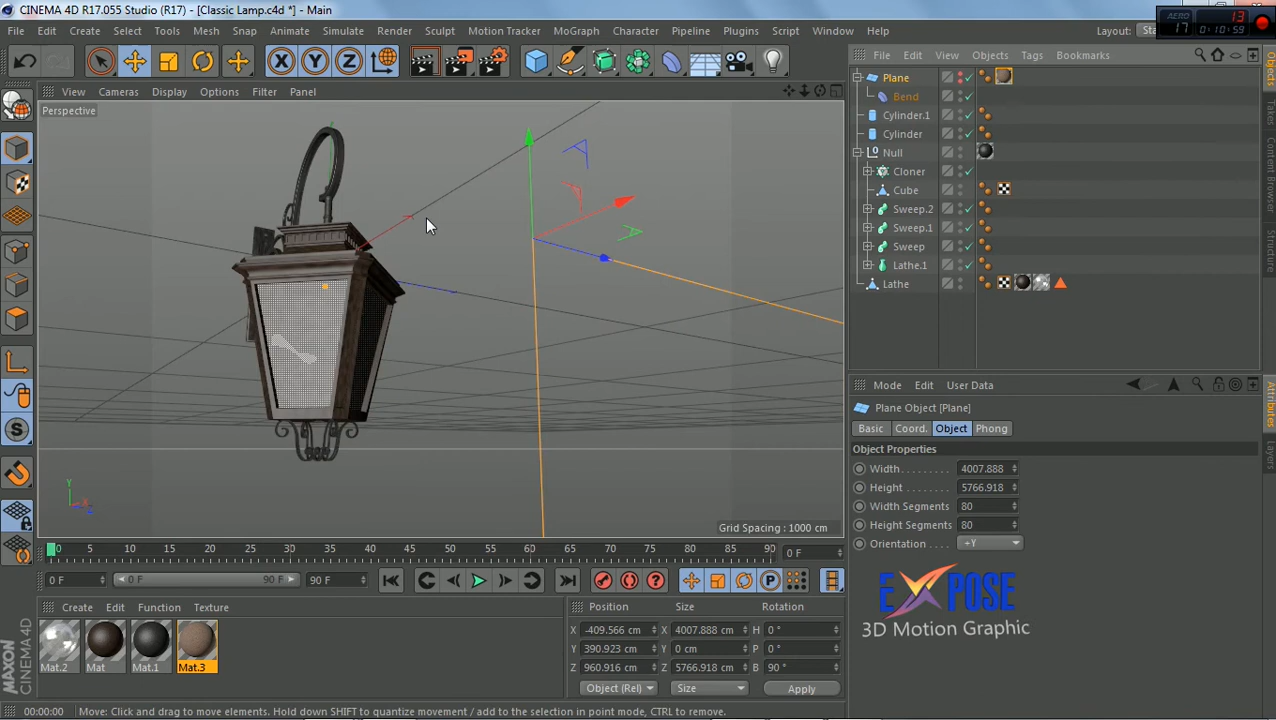 CINEMA 4D R17.055 Studio (R17) - [Classic Lamp.c4d *] - Main
AERO 13
17 0:10:59
File Edit Create Select Tools Mesh Snap Animate Simulate Render Sculpt Motion Tracker MoGraph Character Pipeline Plugins Script Window Help Layout:
X Y Z
View Cameras Display Options Filter Panel
File Edit View Objects Tags Bookmarks
Objects
Perspective
Plane
Bend
Cylinder.1
Cylinder
Null
Cloner
Cube
Sweep.2
Sweep.1
Sweep
Lathe.1
Lathe
Y
X
Z
Grid Spacing : 1000 cm
Mode Edit User Data
Attributes
Layers
Plane Object [Plane]
Basic Coord. Object Phong
Object Properties
Width 4007.888
Height 5766.918
Width Segments 80
Height Segments 80
Orientation +Y
EXPOSE
3D Motion Graphic
0 5 10 15 20 25 30 35 40 45 50 55 60 65 70 75 80 85 90 0 F
0 F 0 F 90 F 90 F
Create Edit Function Texture
Mat.2 Mat Mat.1 Mat.3
Position Size Rotation
X -409.566 cm X 4007.888 cm H 0 °
Y 390.923 cm Y 0 cm P 0 °
Z 960.916 cm Z 5766.918 cm B 90 °
Object (Rel) Size Apply
MAXON CINEMA 4D
00:00:00 Move: Click and drag to move elements. Hold down SHIFT to quantize movement / add to the selection in point mode, CTRL to remove.